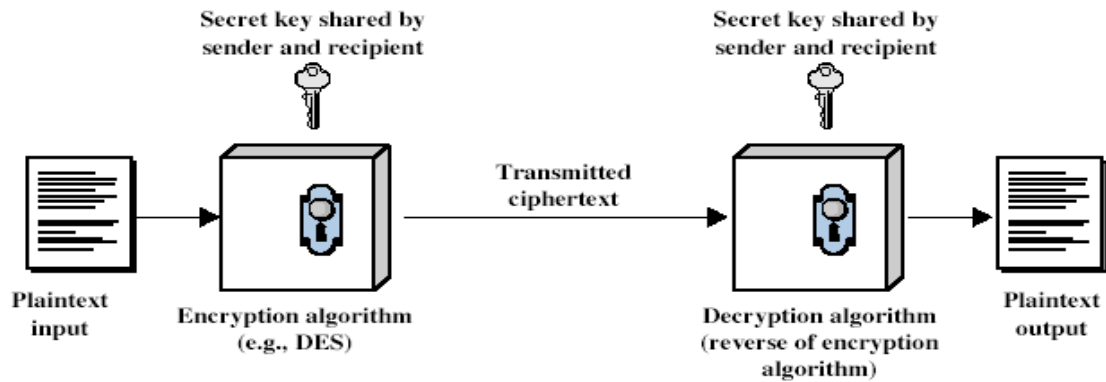 Secret key shared by
sender and recipient
Secret key shared by
sender and recipient
Transmitted
ciphertext
Plaintext
input
Encryption algorithm
(e.g., DES)
Decryption algorithm
(reverse of encryption
algorithm)
Plaintext
output